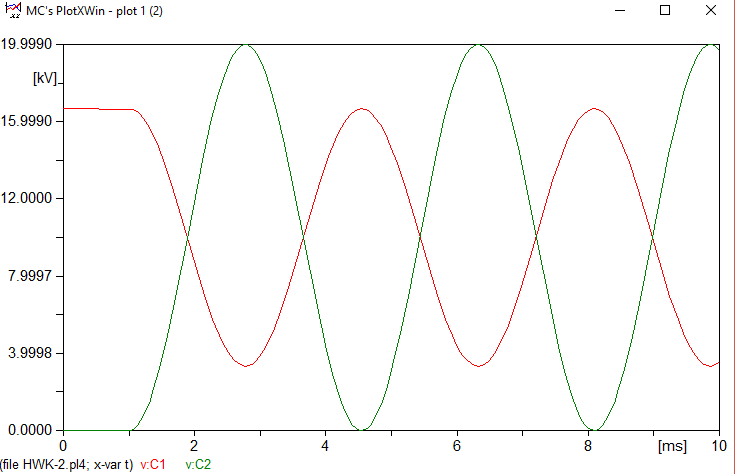 MC's PlotXWin - plot 1 (2)
19.9990
[kV]
15.9990
12.0000
7.9997
3.9998
0.0000
0 2 4 6 8 [ms] 10
(file HWK-2.pl4; x-var t) v:C1 v:C2